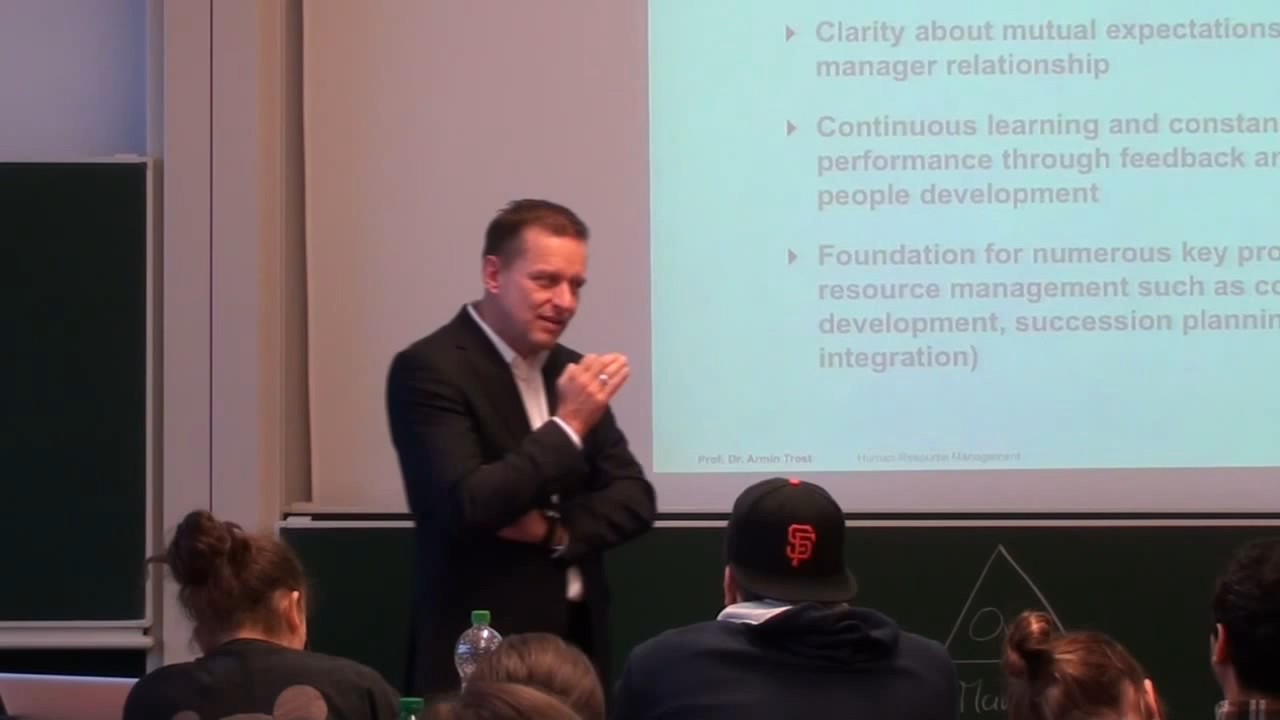 Clarity about mutual expectations
manager relationship
Continuous learning and constan
performance through feedback an
people development
Foundation for numerous key pro
resource management such as co
development, succession plannin
integration)
Prof. Dr. Armin Trost Human Resource Management
SF